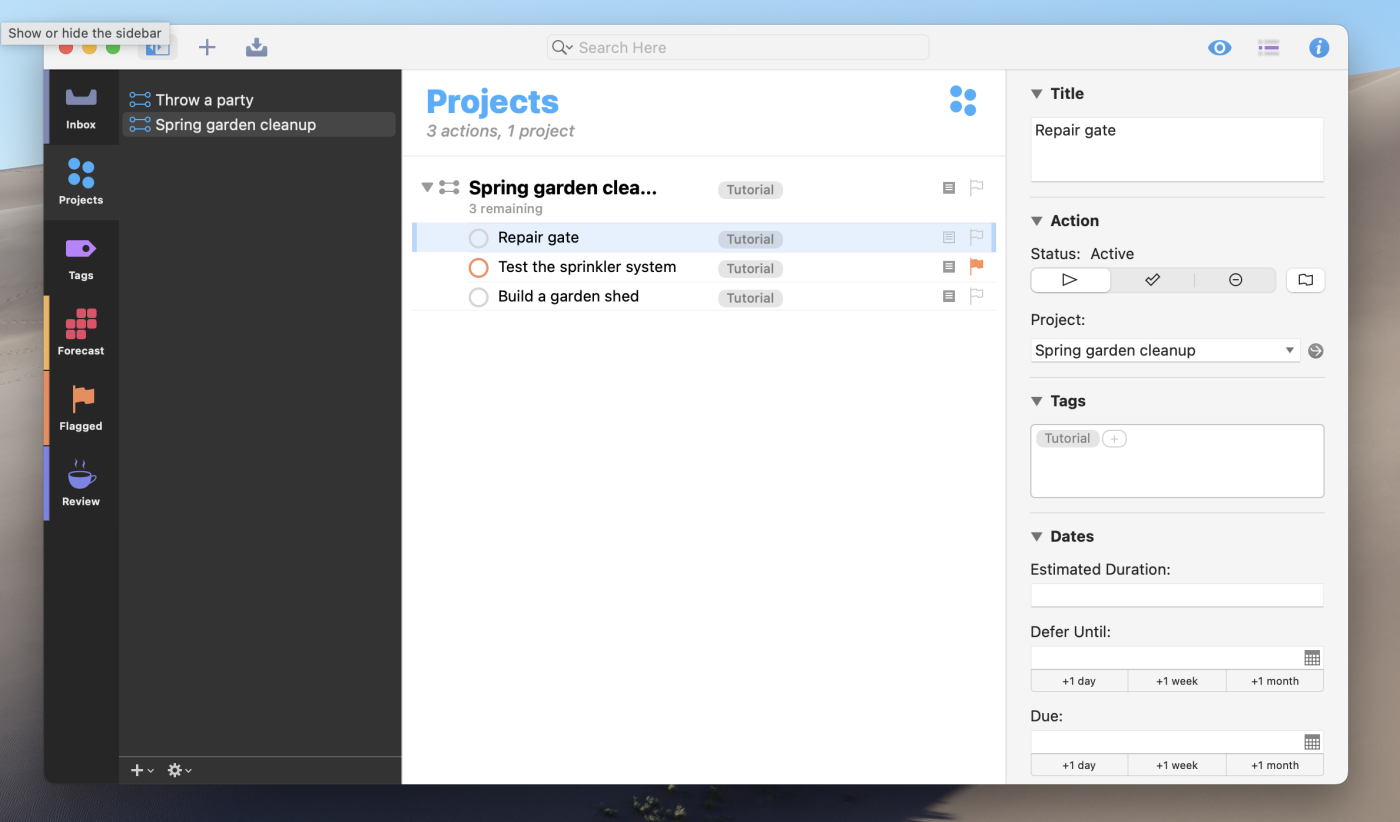 Show or hide the sidebar
Search Here
Inbox
Projects
Tags
Forecast
Flagged
Review
Throw a party
Spring garden cleanup
Projects
3 actions, 1 project
Spring garden clea... Tutorial
3 remaining
Repair gate Tutorial
Test the sprinkler system Tutorial
Build a garden shed Tutorial
Title
Repair gate
Action
Status: Active
Project:
Spring garden cleanup
Tags
Tutorial +
Dates
Estimated Duration:
Defer Until:
+1 day +1 week +1 month
Due:
+1 day +1 week +1 month